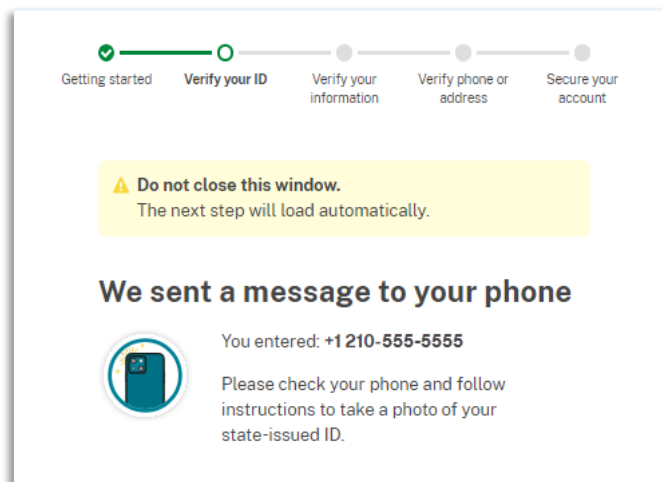 Getting started
Verify your ID
Verify your
information
Verify phone or
address
Secure your
account
Do not close this window.
The next step will load automatically.
We sent a message to your phone
You entered: +1 210-555-5555
Please check your phone and follow
instructions to take a photo of your
state-issued ID.